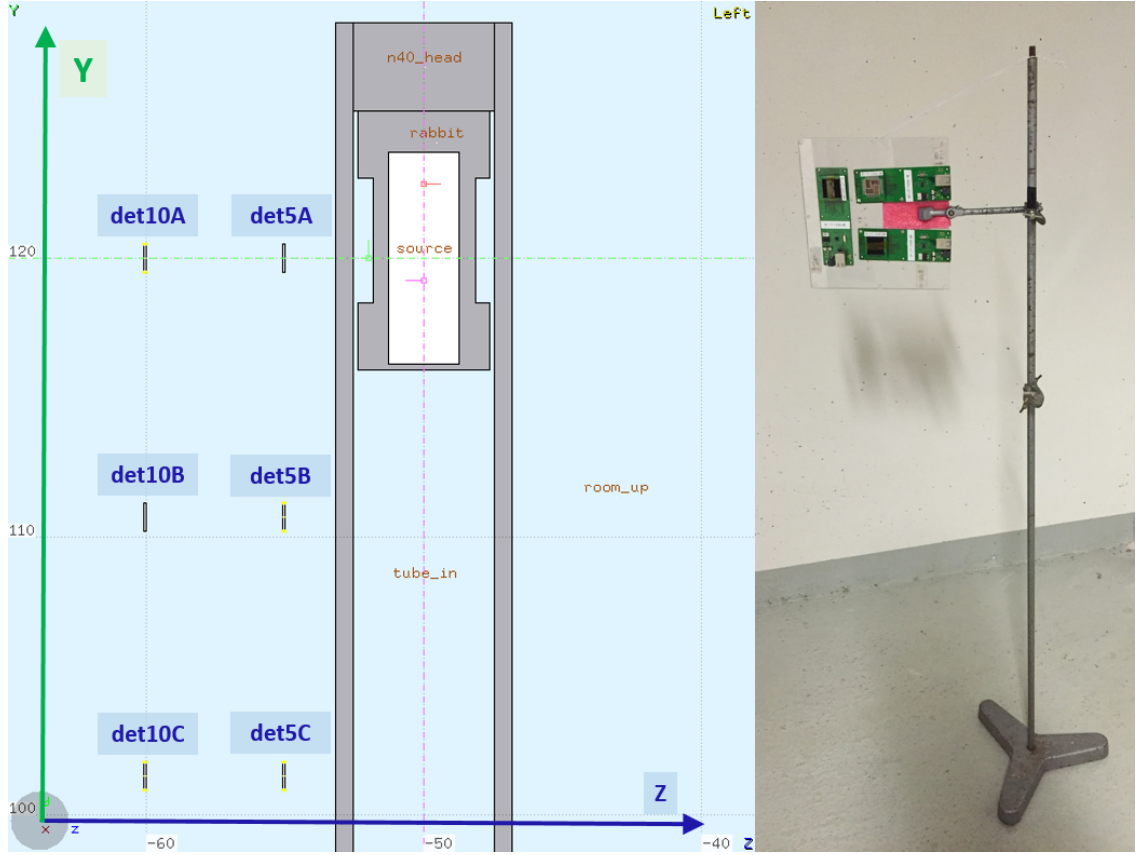 Y
Left
Y
n40_head
rabbit
det10A
det5A
source
120
det10B
det5B
room_up
110
tube_in
det10C
det5C
Z
100
x
z
-60
-50
-40
Z